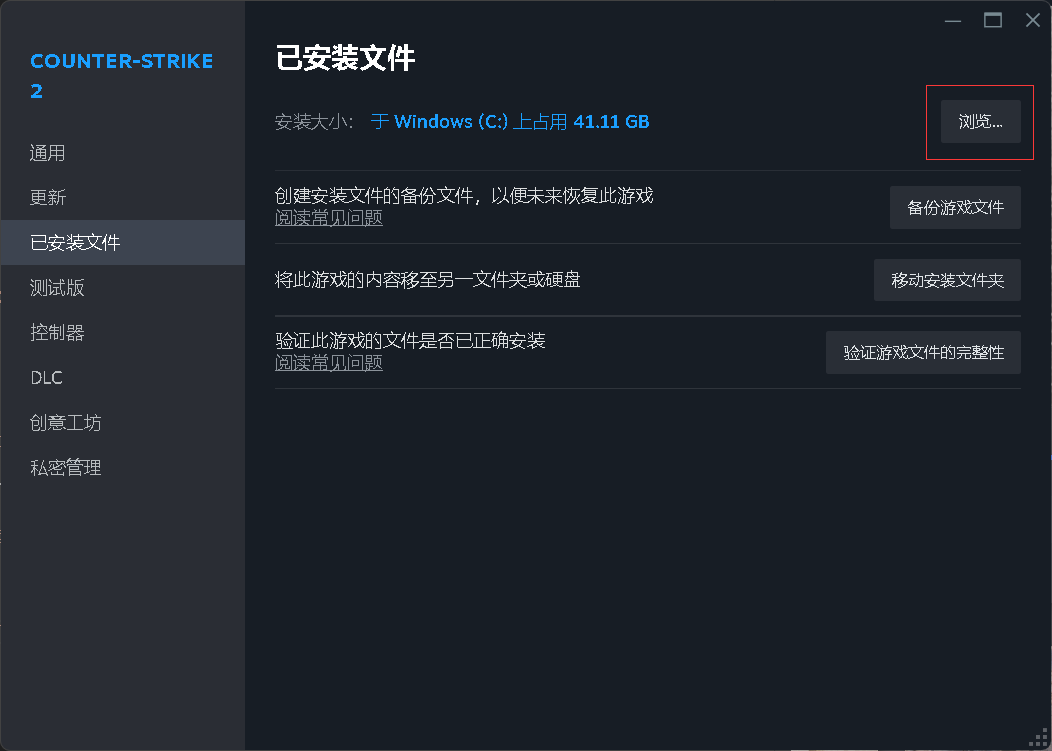 COUNTER-STRIKE
2
通用
更新
已安装文件
测试版
控制器
DLC
创意工坊
私密管理
已安装文件
安装大小: 于 Windows (C:) 上占用 41.11 GB
浏览...
创建安装文件的备份文件，以便未来恢复此游戏
阅读常见问题
备份游戏文件
将此游戏的内容移至另一文件夹或硬盘
移动安装文件夹
验证此游戏的文件是否已正确安装
阅读常见问题
验证游戏文件的完整性